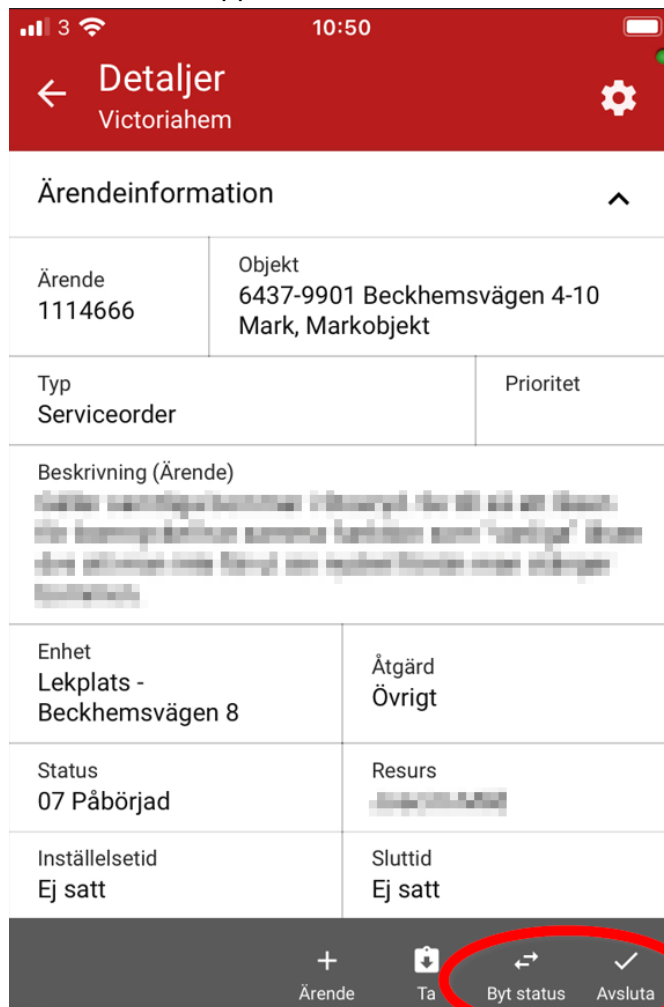 3
10:50
Detaljer
Victoriahem
Ärendeinformation
Ärende
1114666
Objekt
6437-9901 Beckhemsvägen 4-10
Mark, Markobjekt
Typ
Serviceorder
Prioritet
Beskrivning (Ärende)
Enhet
Lekplats -
Beckhemsvägen 8
Åtgärd
Övrigt
Status
07 Påbörjad
Resurs
Inställelsetid
Ej satt
Sluttid
Ej satt
Ärende
Ta
Byt status
Avsluta